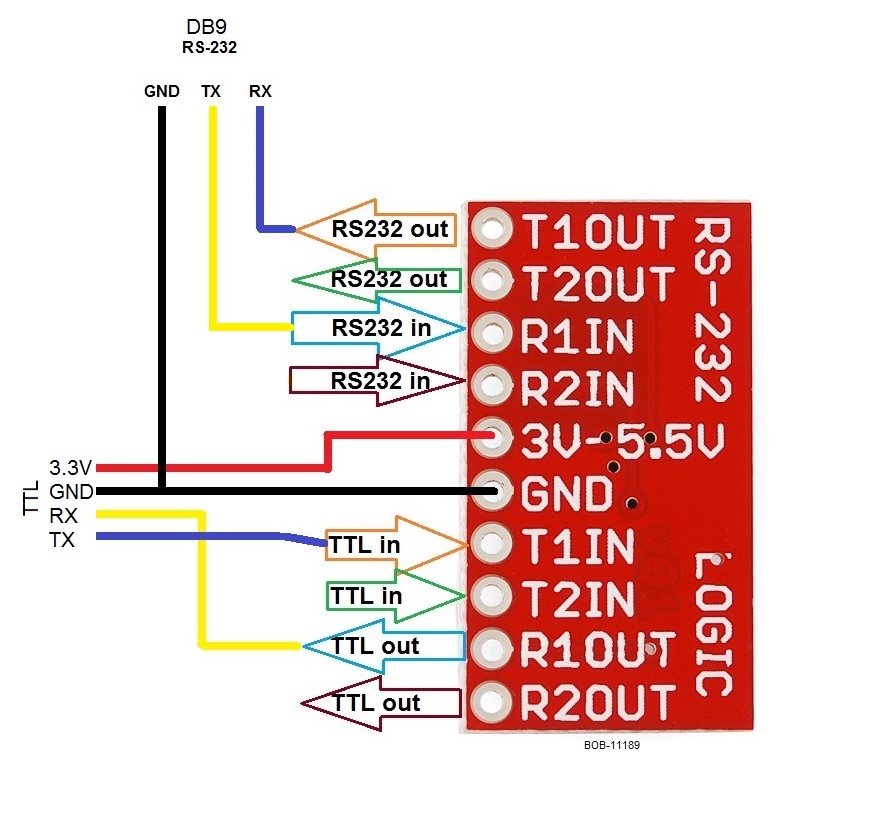 DB9
RS-232
GND TX RX
RS232 out
T1OUT
RS232 out
T2OUT
RS232 in
R1IN
RS232 in
R2IN
RS-232
3V-5.5V
3.3V
GND
RX
TX
TTL
GND
TTL in
T1IN
TTL in
T2IN
TTL out
R1OUT
TTL out
R2OUT
LOGIC
BOB-11189